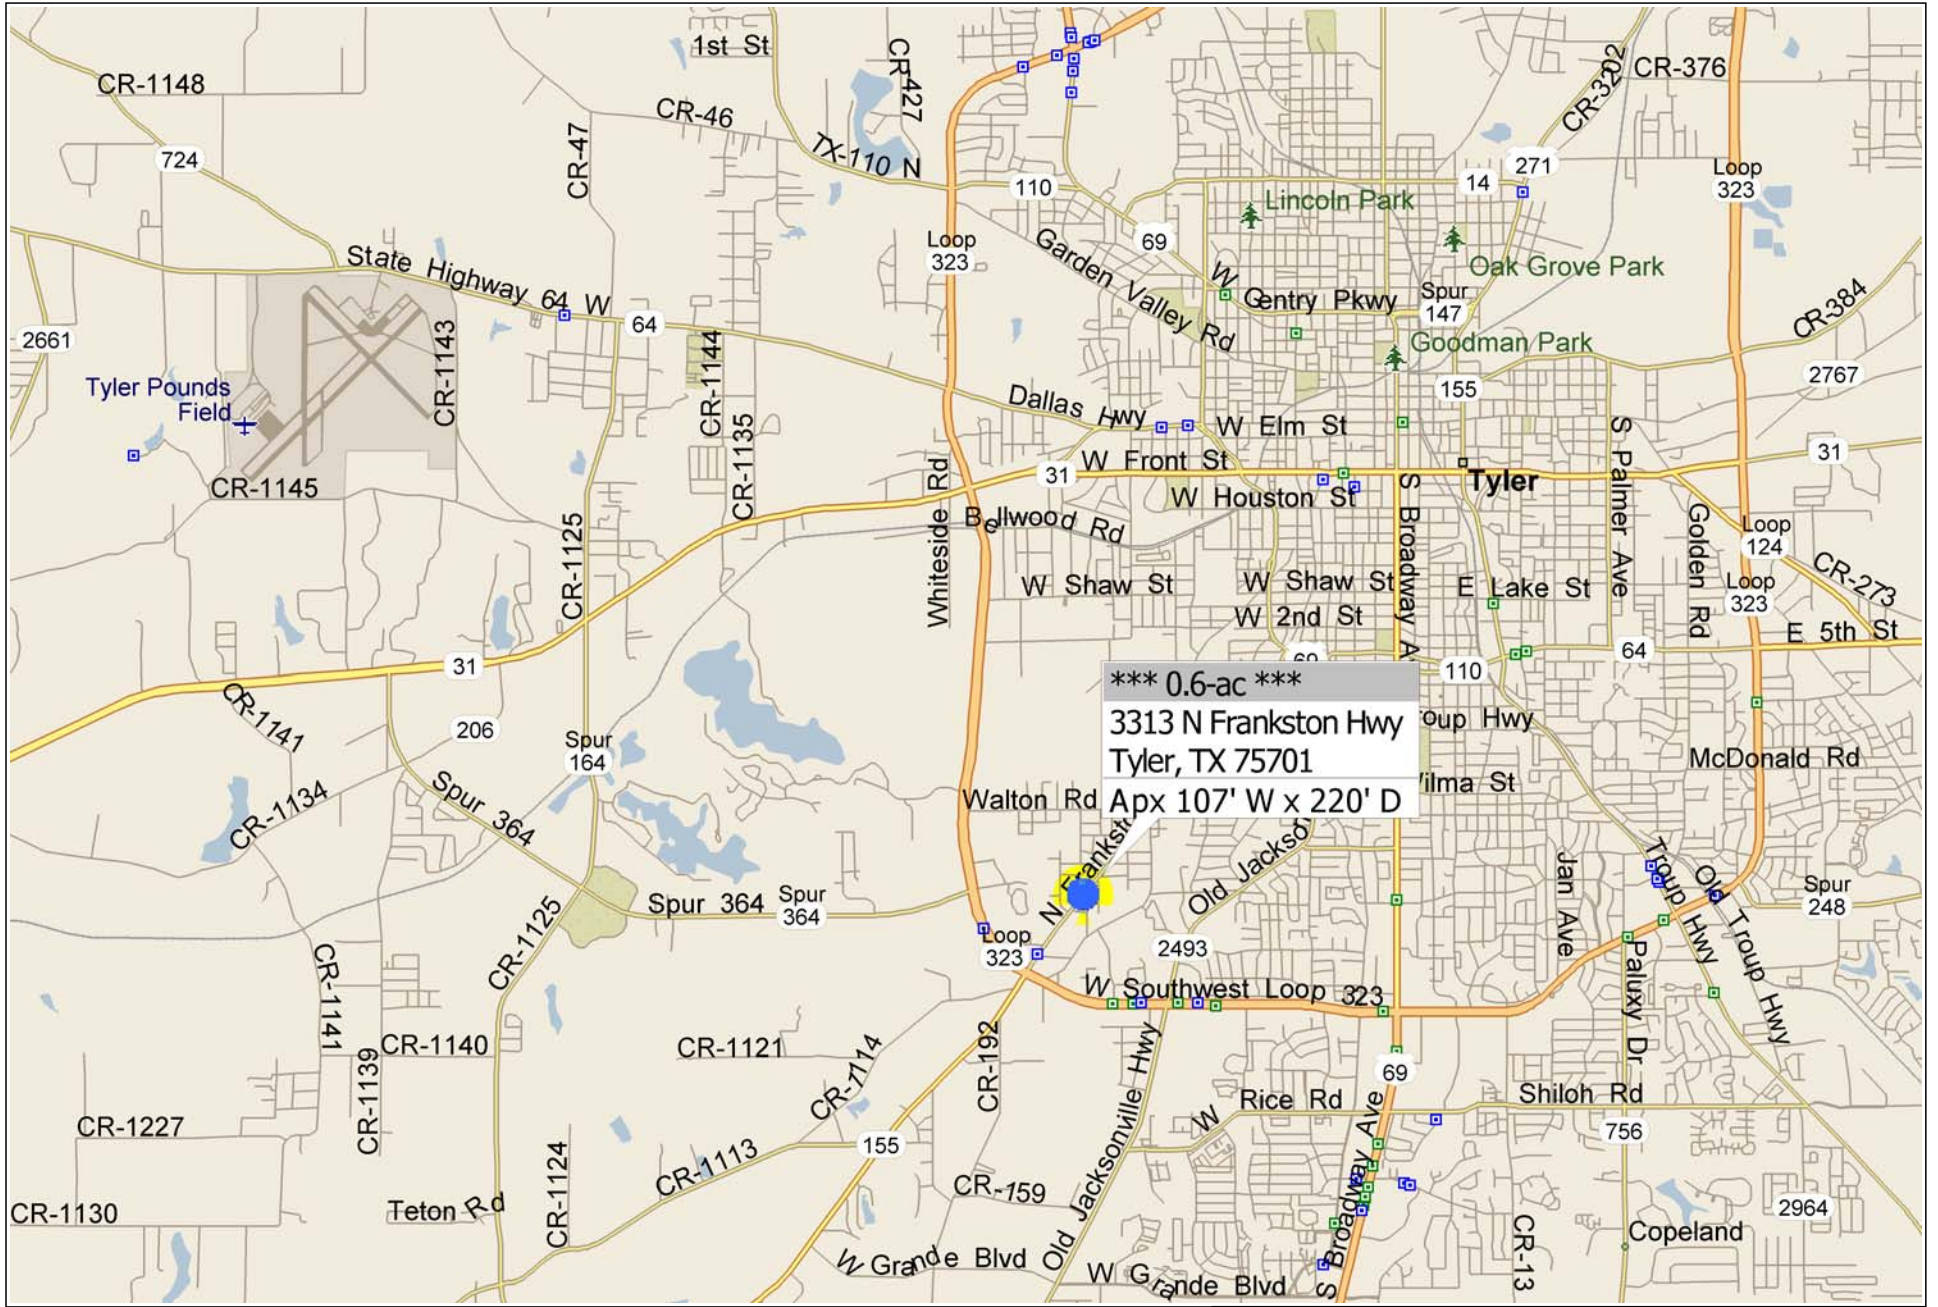 1st St
CR-427
CR-376
CR-3202
CR-1148
CR-46
724
CR-47
TX-110 N
110
14
271
Loop
323
Lincoln Park
Loop
323
69
Garden Valley Rd
Oak Grove Park
State Highway 64 W
W Gentry Pkwy
Spur
147
CR-384
64
2661
CR-1143
CR-1144
Goodman Park
2767
Tyler Pounds
Field
155
Dallas Hwy
W Elm St
S Palmer Ave
CR-1135
31
W Front St
31
Whiteside Rd
CR-1145
W Houston St
Tyler
S Broadway Av
Bellwood Rd
Golden Rd
Loop
124
CR-1125
CR-273
W Shaw St
W Shaw St
E Lake St
Loop
323
W 2nd St
E 5th St
31
69
110
64
*** 0.6-ac ***
3313 N Frankston Hwy
Tyler, TX 75701
Apx 107' W x 220' D
CR-1141
206
roup Hwy
Spur
164
McDonald Rd
CR-1134
Spur 364
Walton Rd
ilma St
N Frankst
Old Jackson
Jan Ave
Troup Hwy
Old Troup Hwy
Spur 364
Spur
364
Spur
248
CR-1125
Loop
323
2493
CR-1141
Paluxy Dr
W Southwest Loop 323
CR-1140
CR-1139
CR-1121
CR-1114
CR-192
Old Jacksonville Hwy
69
W Rice Rd
Shiloh Rd
CR-1227
155
756
CR-1124
CR-1113
CR-159
S Broadway Ave
CR-1130
Teton Rd
CR-13
2964
Copeland
W Grande Blvd
W Grande Blvd